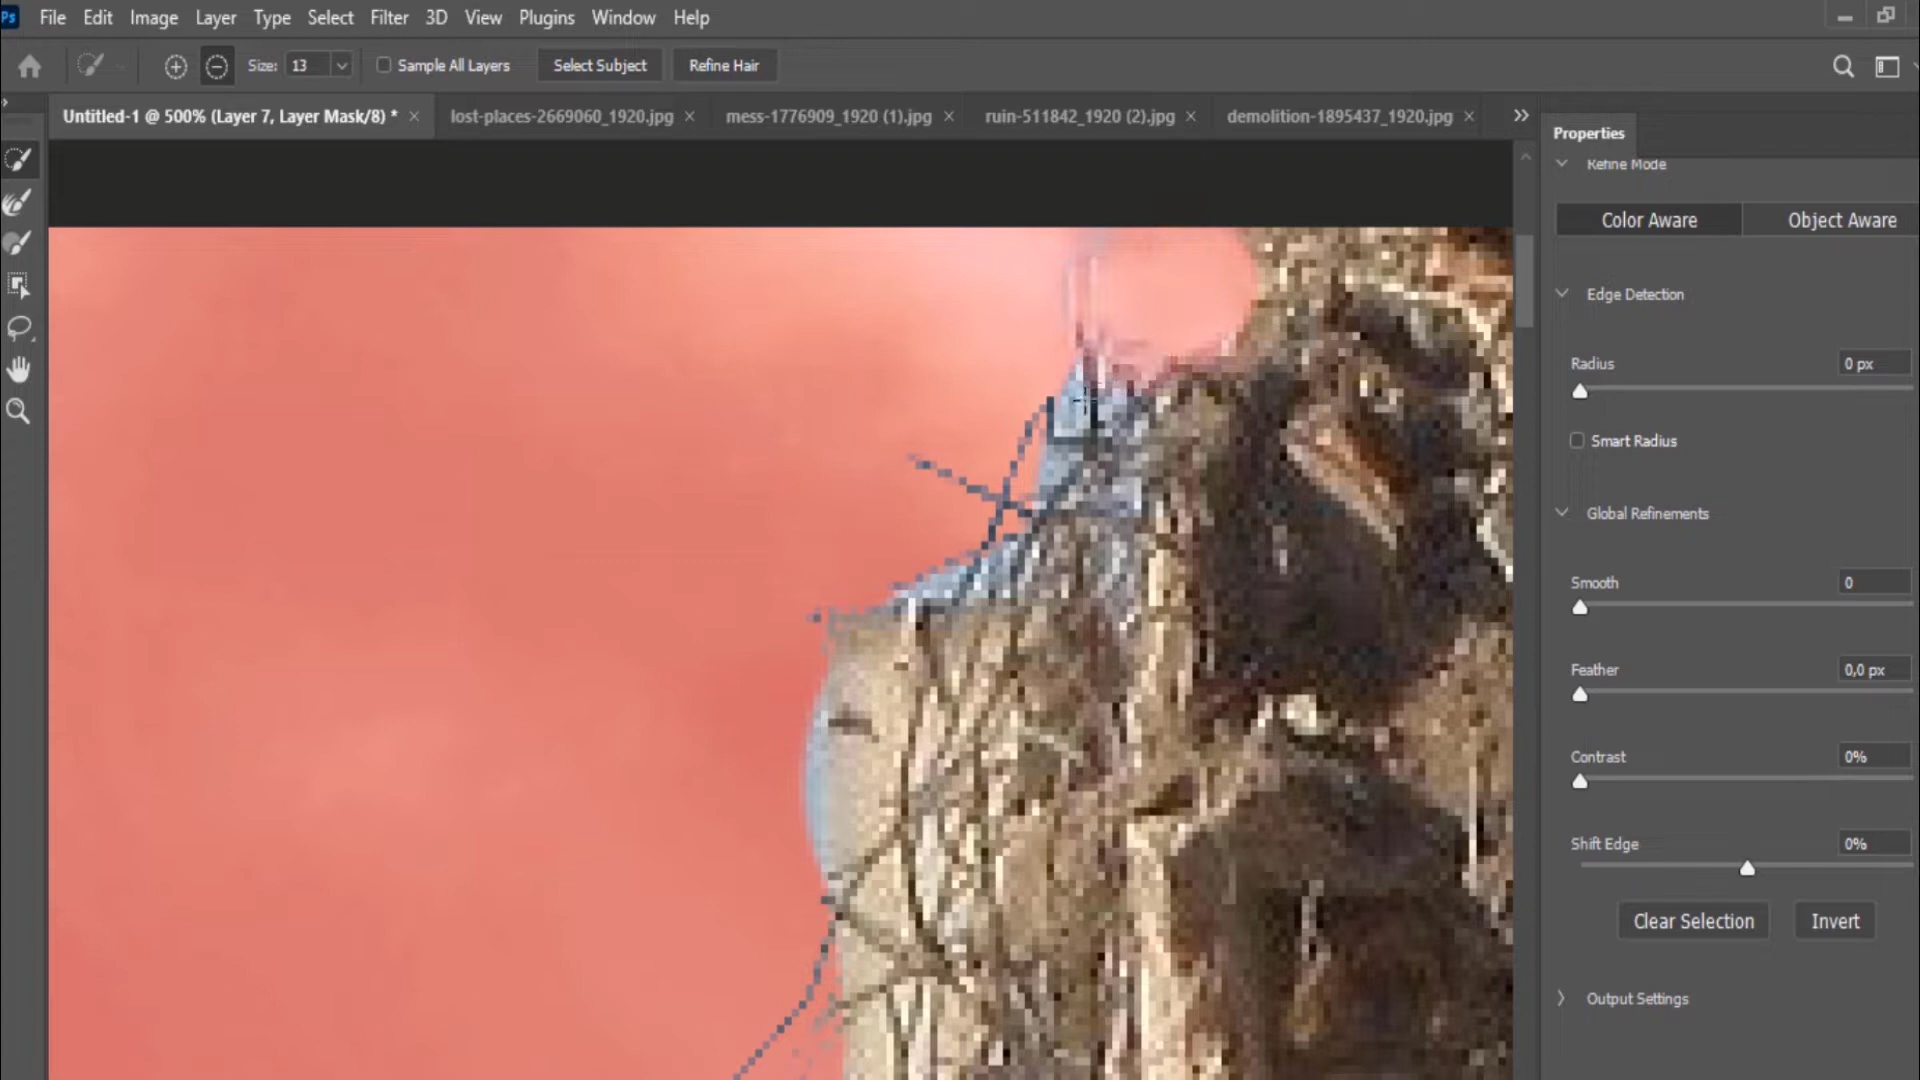 Ps File Edit Image Layer Type Select Filter 3D View Plugins Window Help
Size: 13 Sample All Layers Select Subject Refine Hair
Untitled-1 @ 500% (Layer 7, Layer Mask/8) * × lost-places-2669060_1920.jpg × mess-1776909_1920 (1).jpg × ruin-511842_1920 (2).jpg × demolition-1895437_1920.jpg × >>
Properties
Refine Mode
Color Aware Object Aware
Edge Detection
Radius 0 px
Smart Radius
Global Refinements
Smooth 0
Feather 0,0 px
Contrast 0%
Shift Edge 0%
Clear Selection Invert
Output Settings